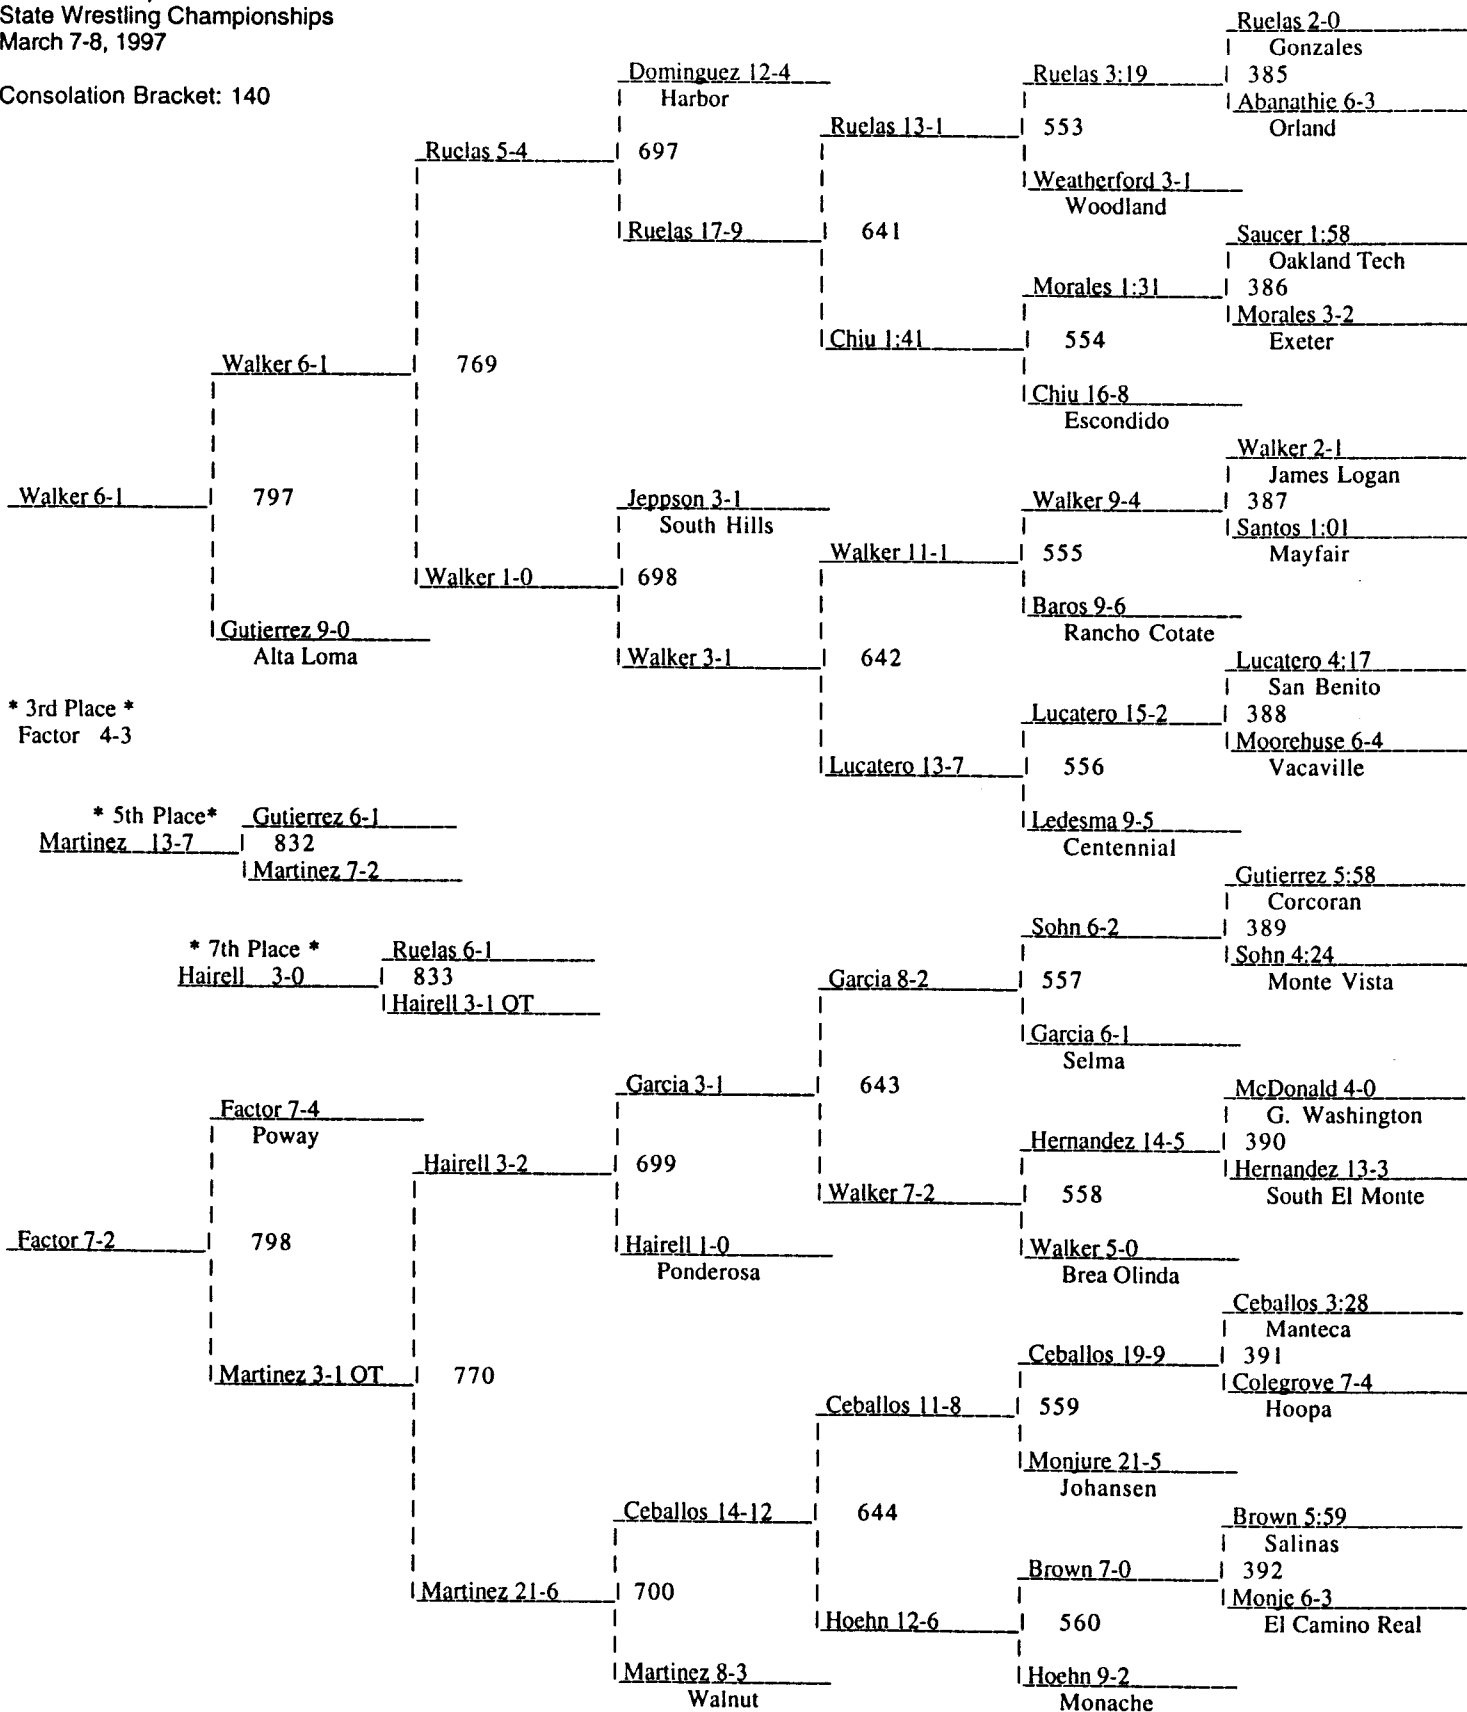 State Wrestling Championships
March 7-8, 1997
Consolation Bracket: 140
Ruelas 2-0
Gonzales
385
Abanathie 6-3
Orland
Ruelas 3:19
553
Weatherford 3-1
Woodland
Saucer 1:58
Oakland Tech
386
Morales 3-2
Exeter
Morales 1:31
554
Chiu 16-8
Escondido
Walker 2-1
James Logan
387
Santos 1:01
Mayfair
Walker 9-4
555
Baros 9-6
Rancho Cotate
Lucatero 4:17
San Benito
388
Moorehuse 6-4
Vacaville
Lucatero 15-2
556
Ledesma 9-5
Centennial
Gutierrez 5:58
Corcoran
389
Sohn 4:24
Monte Vista
Sohn 6-2
557
Garcia 6-1
Selma
McDonald 4-0
G. Washington
390
Hernandez 13-3
South El Monte
Hernandez 14-5
558
Walker 5-0
Brea Olinda
Ceballos 3:28
Manteca
391
Colegrove 7-4
Hoopa
Ceballos 19-9
559
Monjure 21-5
Johansen
Brown 5:59
Salinas
392
Monje 6-3
El Camino Real
Brown 7-0
560
Hoehn 9-2
Monache
Ruelas 13-1
641
Chiu 1:41
Walker 11-1
642
Lucatero 13-7
Garcia 8-2
643
Walker 7-2
Ceballos 11-8
644
Hoehn 12-6
Dominguez 12-4
Harbor
697
Ruelas 17-9
Jeppson 3-1
South Hills
698
Walker 3-1
Garcia 3-1
699
Hairell 1-0
Ponderosa
Ceballos 14-12
700
Martinez 8-3
Walnut
Ruelas 5-4
769
Walker 1-0
Hairell 3-2
770
Martinez 21-6
Walker 6-1
797
Gutierrez 9-0
Alta Loma
Walker 6-1
Factor 7-4
Poway
798
Martinez 3-1 OT
Factor 7-2
* 3rd Place *
Factor 4-3
* 5th Place*
Gutierrez 6-1
Martinez 13-7
832
Martinez 7-2
* 7th Place *
Ruelas 6-1
Hairell 3-0
833
Hairell 3-1 OT